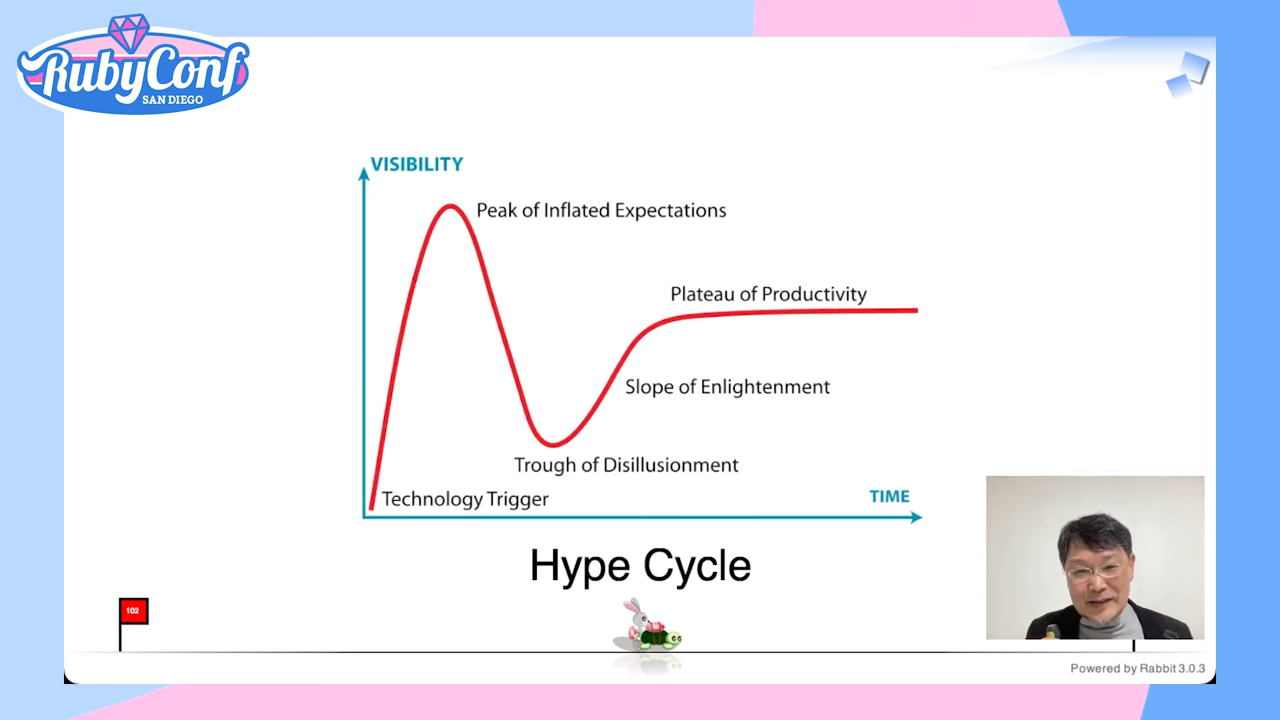 RubyConf
SAN DIEGO
VISIBILITY
Peak of Inflated Expectations
Plateau of Productivity
Slope of Enlightenment
Trough of Disillusionment
Technology Trigger
TIME
Hype Cycle
102
Powered by Rabbit 3.0.3